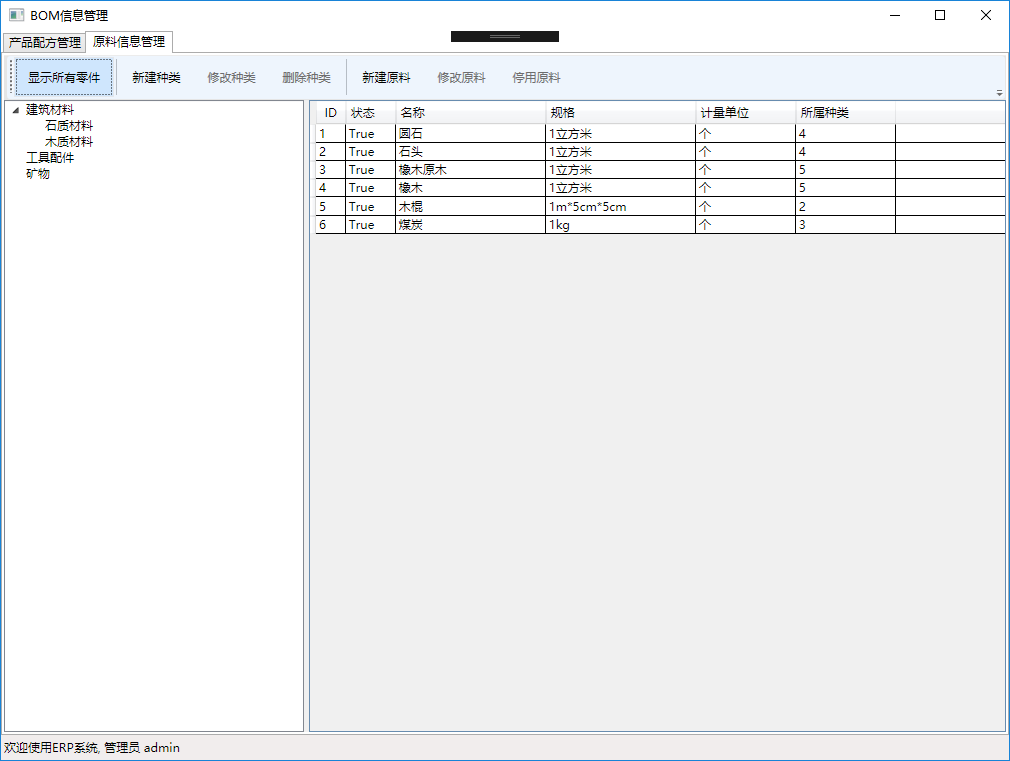 BOM信息管理
产品配方管理 原料信息管理
显示所有零件 新建种类 修改种类 删除种类 新建原料 修改原料 停用原料
建筑材料
石质材料
木质材料
工具配件
矿物
ID 状态 名称 规格 计量单位 所属种类
1 True 圆石 1立方米 个 4
2 True 石头 1立方米 个 4
3 True 橡木原木 1立方米 个 5
4 True 橡木 1立方米 个 5
5 True 木棍 1m*5cm*5cm 个 2
6 True 煤炭 1kg 个 3
欢迎使用ERP系统, 管理员 admin